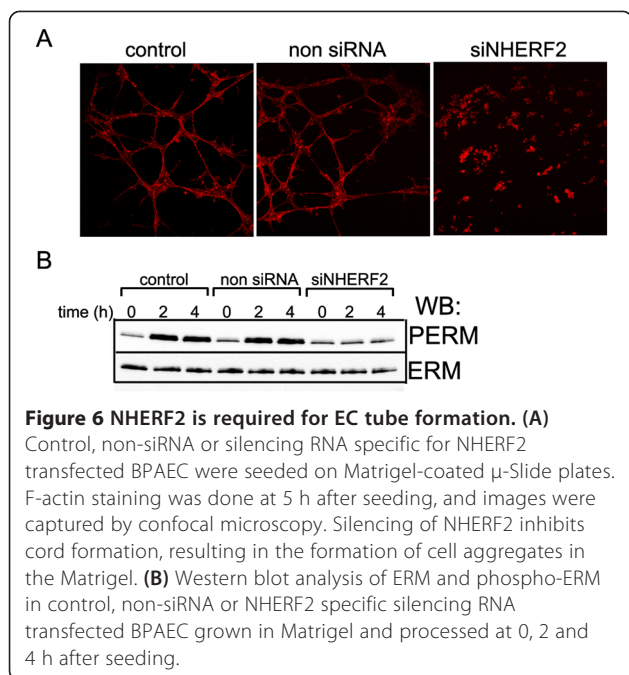 A
control
non siRNA
siNHERF2
B
control
non siRNA
siNHERF2
time (h)
0 2 4 0 2 4 0 2 4
WB:
PERM
ERM
Figure 6 NHERF2 is required for EC tube formation. (A)
Control, non-siRNA or silencing RNA specific for NHERF2
transfected BPAEC were seeded on Matrigel-coated μ-Slide plates.
F-actin staining was done at 5 h after seeding, and images were
captured by confocal microscopy. Silencing of NHERF2 inhibits
cord formation, resulting in the formation of cell aggregates in
the Matrigel. (B) Western blot analysis of ERM and phospho-ERM
in control, non-siRNA or NHERF2 specific silencing RNA
transfected BPAEC grown in Matrigel and processed at 0, 2 and
4 h after seeding.